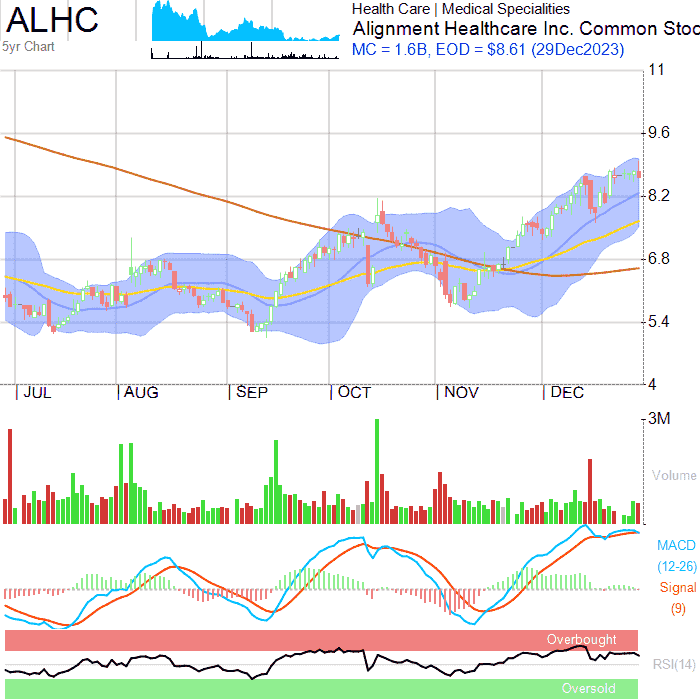 ALHC
5yr Chart
Health Care | Medical Specialities
Alignment Healthcare Inc. Common Stoc
MC = 1.6B, EOD = $8.61 (29Dec2023)
11
9.6
8.2
6.8
5.4
4
JUL
AUG
SEP
OCT
NOV
DEC
3M
Volume
MACD
(12-26)
Signal
(9)
Overbought
RSI(14)
Oversold